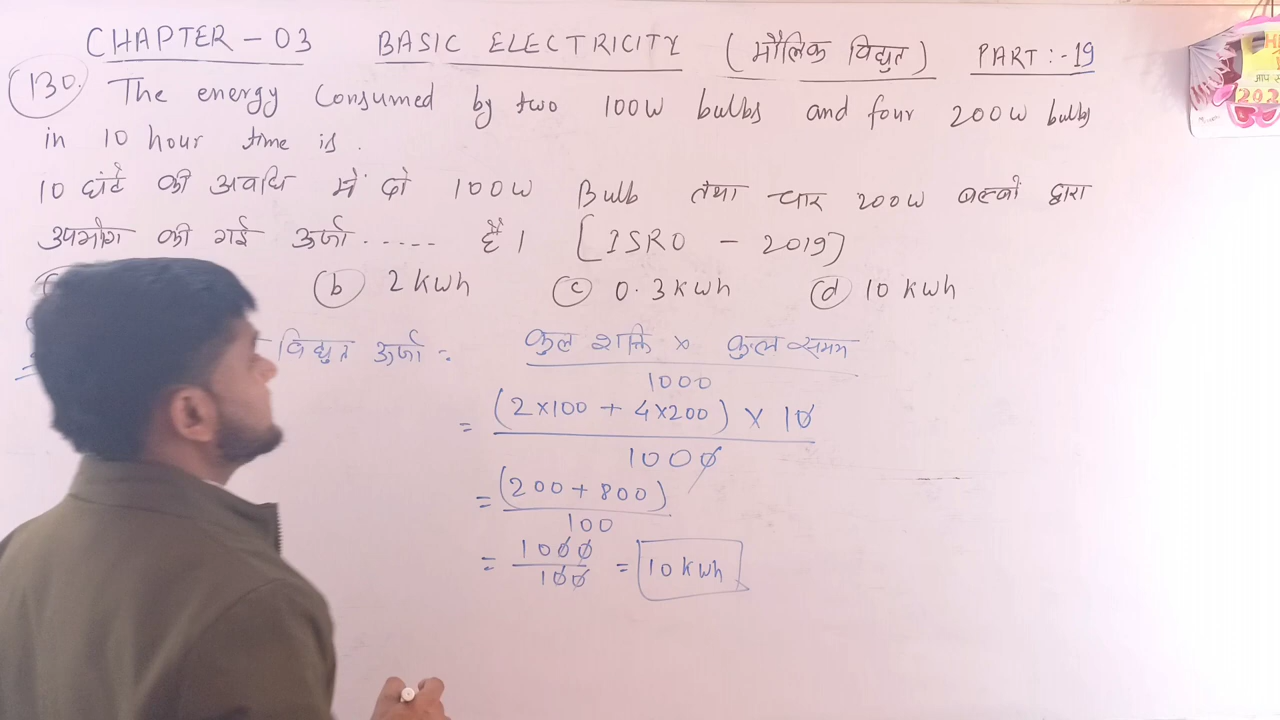 CHAPTER - 03 BASIC ELECTRICITY (मौलिक विद्युत) PART :- 19
130. The energy consumed by two 100W bulbs and four 200W bulbs
in 10 hour time is .
10 घंटे की अवधि में दो 100W Bulb तथा चार 200W बल्बों द्वारा
उपभोग की गई ऊर्जा ..... है। [ISRO - 2019]
(b) 2 kwh (c) 0.3 kwh (d) 10 kwh
विद्युत ऊर्जा = कुल शक्ति × कुल समय
1000
= (2×100 + 4×200) × 10
1000
= (200 + 800)
100
= 1000
100 = 10 kwh
आप
202